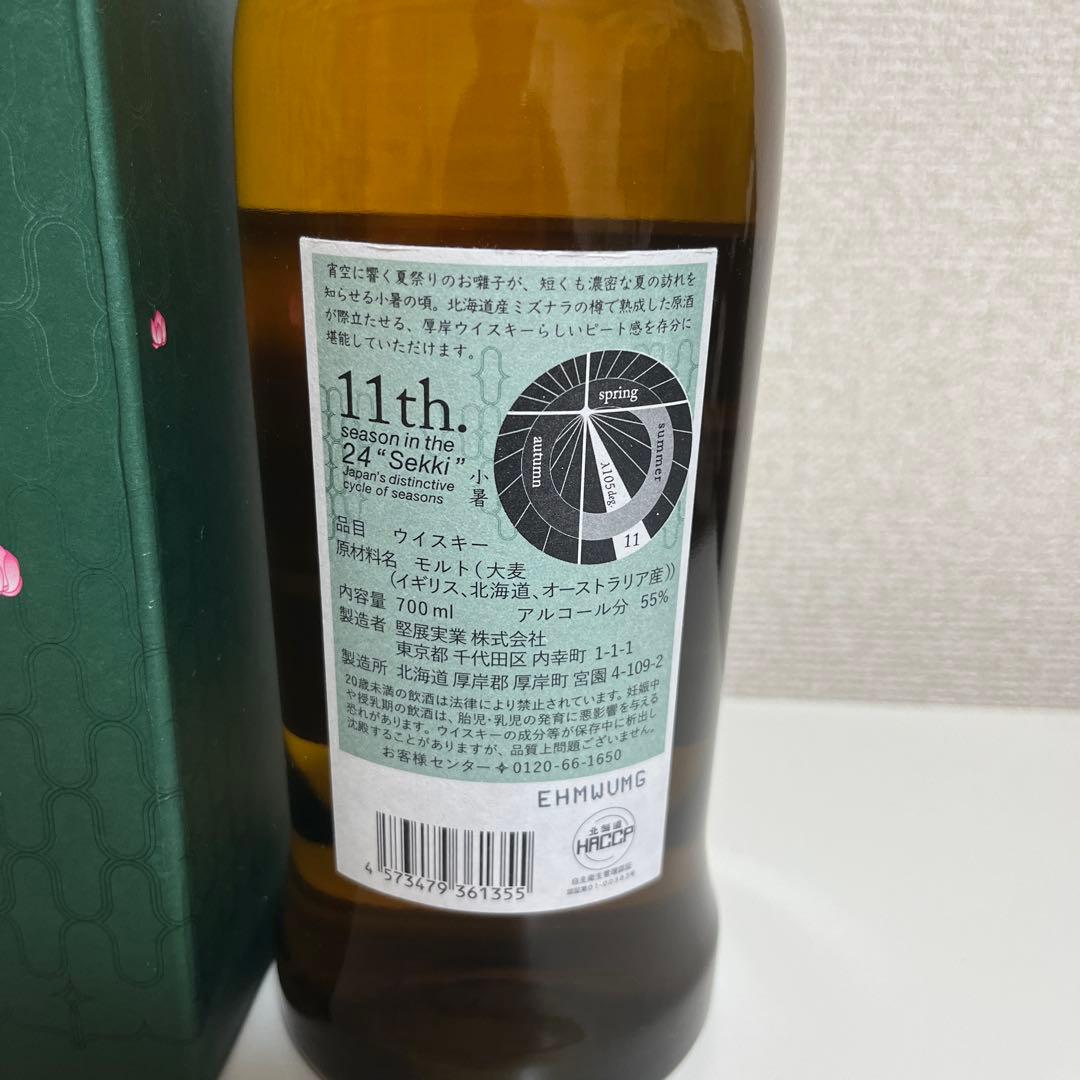 宵空に響く夏祭りのお囃子が、短くも濃密な夏の訪れを
知らせる小暑の頃。北海道産ミズナラの樽で熟成した原酒
が際立たせる、厚岸ウイスキーらしいピート感を存分に
堪能していただけます。
11th.
season in the
24 “Sekki”
Japan's distinctive
cycle of seasons
小暑
spring
summer
autumn
λ105deg.
11
品目 ウイスキー
原材料名 モルト(大麦
(イギリス、北海道、オーストラリア産))
内容量 700ml アルコール分 55%
製造者 堅展実業 株式会社
東京都 千代田区 内幸町 1-1-1
製造所 北海道 厚岸郡 厚岸町 宮園 4-109-2
20歳未満の飲酒は法律により禁止されています。妊娠中
や授乳期の飲酒は、胎児・乳児の発育に悪影響を与える
恐れがあります。ウイスキーの成分等が保存中に析出し
沈殿することがありますが、品質上問題ございません。
お客様センター✧0120-66-1650
EHMWUMG
北海道
HACCP
自主衛生管理認証
4 573479 361355